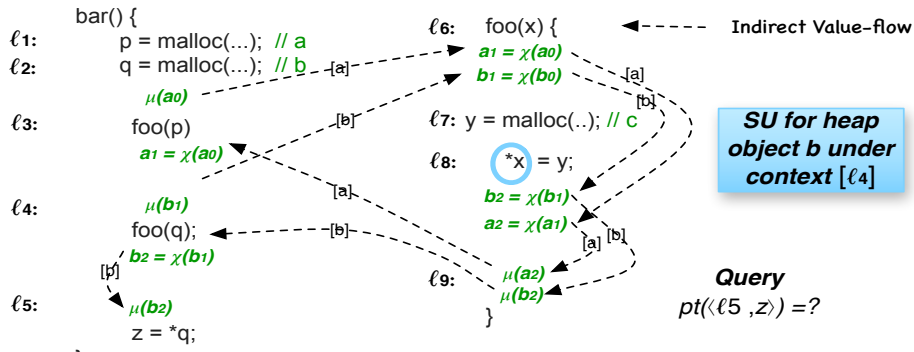 bar() {
ℓ1: p = malloc(...); // a
ℓ2: q = malloc(...); // b
μ(a0)
ℓ3: foo(p)
a1 = χ(a0)
μ(b1)
ℓ4: foo(q);
b2 = χ(b1)
[b]
ℓ5: μ(b2)
z = *q;
[a]
[b]
[a]
[b]
ℓ6: foo(x) {
a1 = χ(a0)
b1 = χ(b0)
[a]
[b]
ℓ7: y = malloc(..); // c
ℓ8: *x = y;
b2 = χ(b1)
a2 = χ(a1)
[a]
[b]
ℓ9: μ(a2)
μ(b2)
}
Indirect Value-flow
SU for heap
object b under
context [ℓ4]
Query
pt(⟨ℓ5 ,z⟩) =?